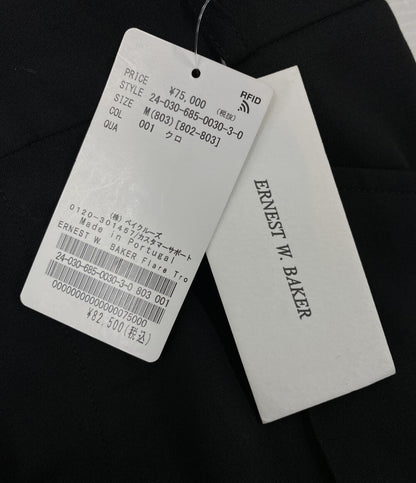 RFID
PRICE ¥75,000 (税抜)
STYLE 24-030-685-0030-3-0
SIZE M(803)[802-803]
COL 001 クロ
QUA
(株)ベイクルーズ
0120-301457/カスタマーサポート
Made in Portugal
ERNEST W. BAKER Flare Tro
24-030-685-0030-3-0 803 001
0000000000000000075000
¥82,500(税込)
ERNEST W. BAKER